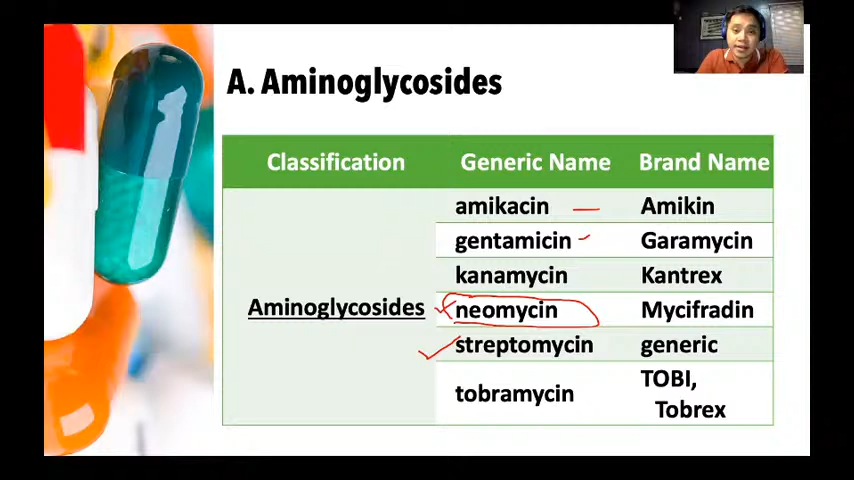 A. Aminoglycosides
Classification Generic Name Brand Name
amikacin Amikin
gentamicin Garamycin
kanamycin Kantrex
Aminoglycosides neomycin Mycifradin
streptomycin generic
tobramycin TOBI,
Tobrex